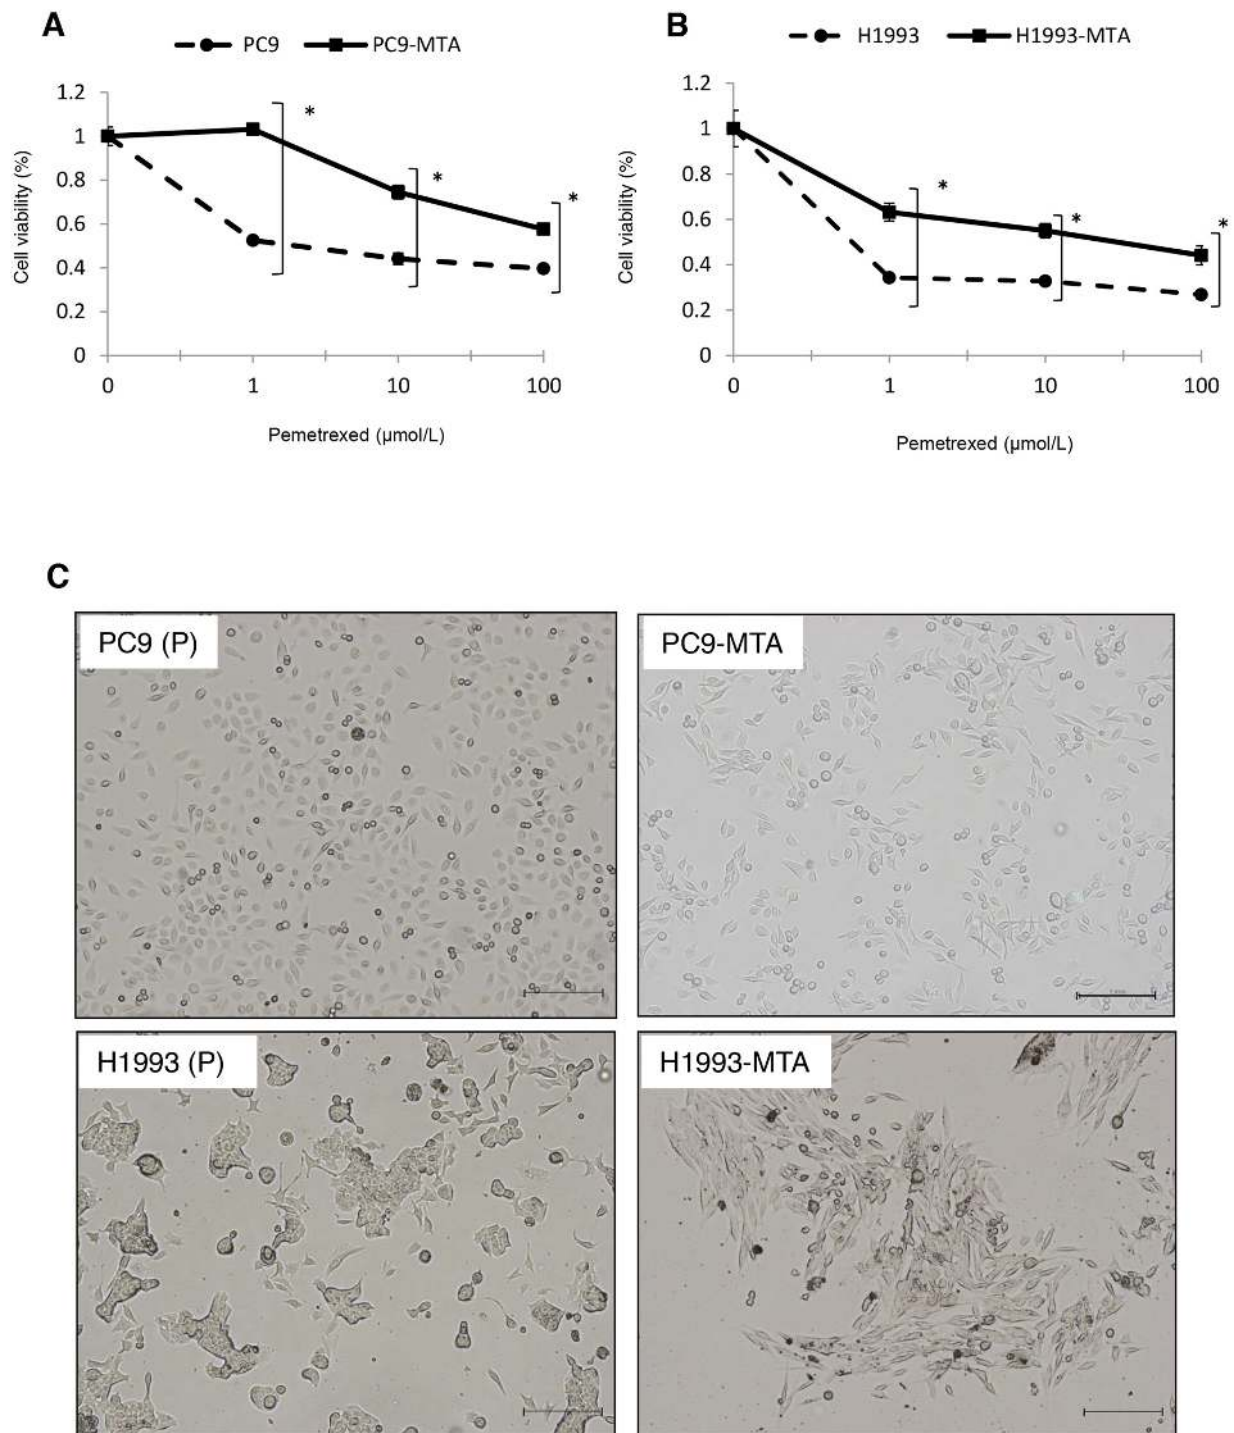 A
PC9 PC9-MTA
1.2
1
0.8
0.6
0.4
0.2
0
Cell viability (%)
*
*
*
0 1 10 100
Pemetrexed (μmol/L)
B
H1993 H1993-MTA
1.2
1
0.8
0.6
0.4
0.2
0
Cell viability (%)
*
*
*
0 1 10 100
Pemetrexed (μmol/L)
C
PC9 (P)
PC9-MTA
H1993 (P)
H1993-MTA